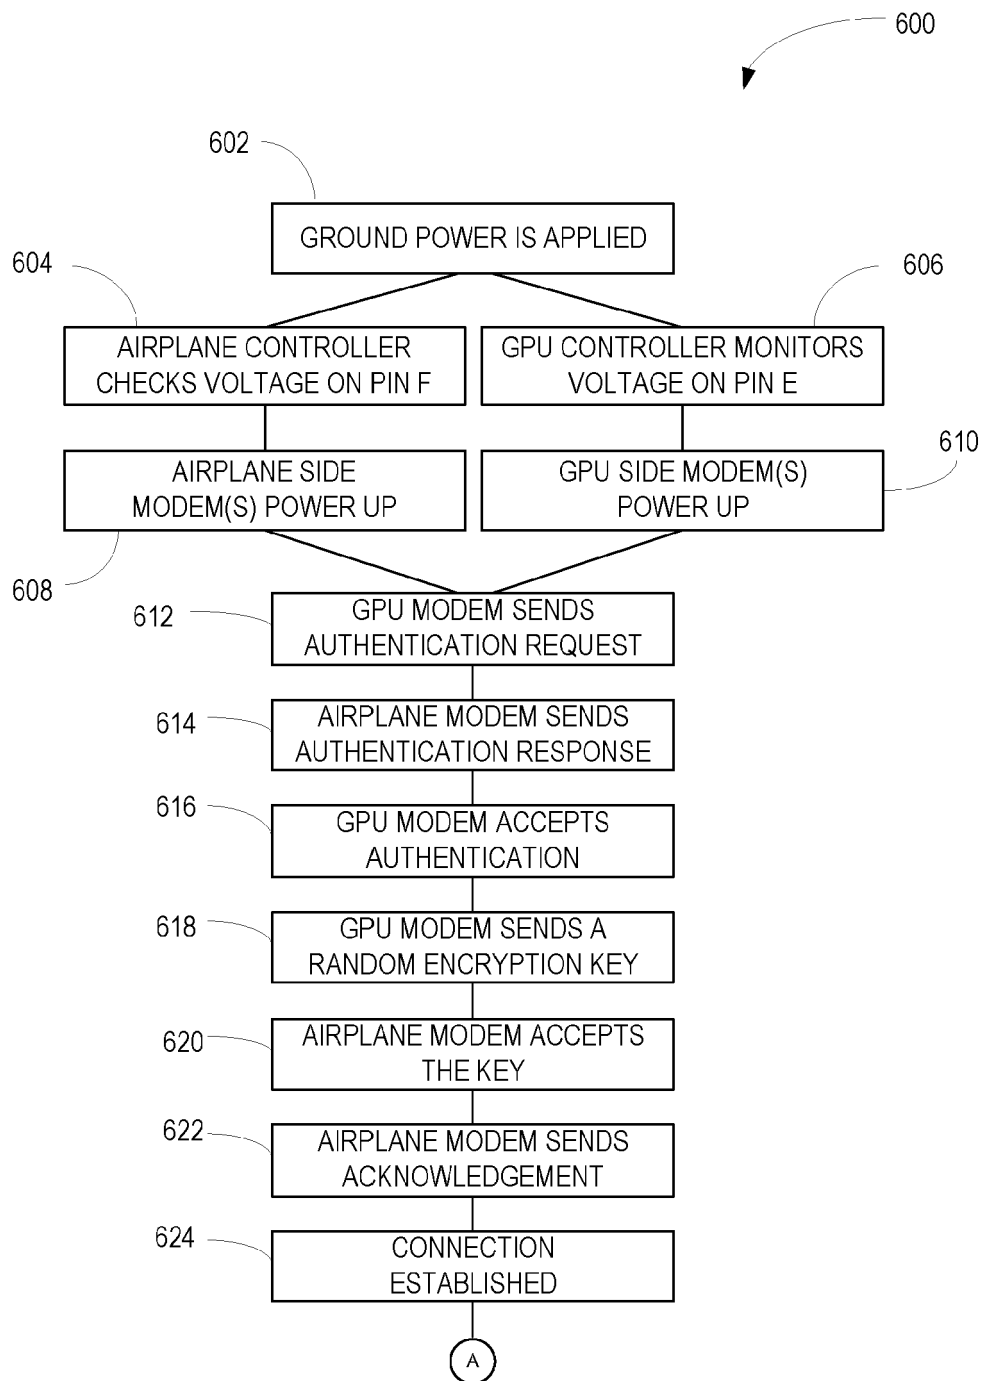 600
602
GROUND POWER IS APPLIED
604
606
AIRPLANE CONTROLLER
CHECKS VOLTAGE ON PIN F
GPU CONTROLLER MONITORS
VOLTAGE ON PIN E
610
AIRPLANE SIDE
MODEM(S) POWER UP
GPU SIDE MODEM(S)
POWER UP
608
612
GPU MODEM SENDS
AUTHENTICATION REQUEST
614
AIRPLANE MODEM SENDS
AUTHENTICATION RESPONSE
616
GPU MODEM ACCEPTS
AUTHENTICATION
618
GPU MODEM SENDS A
RANDOM ENCRYPTION KEY
620
AIRPLANE MODEM ACCEPTS
THE KEY
622
AIRPLANE MODEM SENDS
ACKNOWLEDGEMENT
624
CONNECTION
ESTABLISHED
A